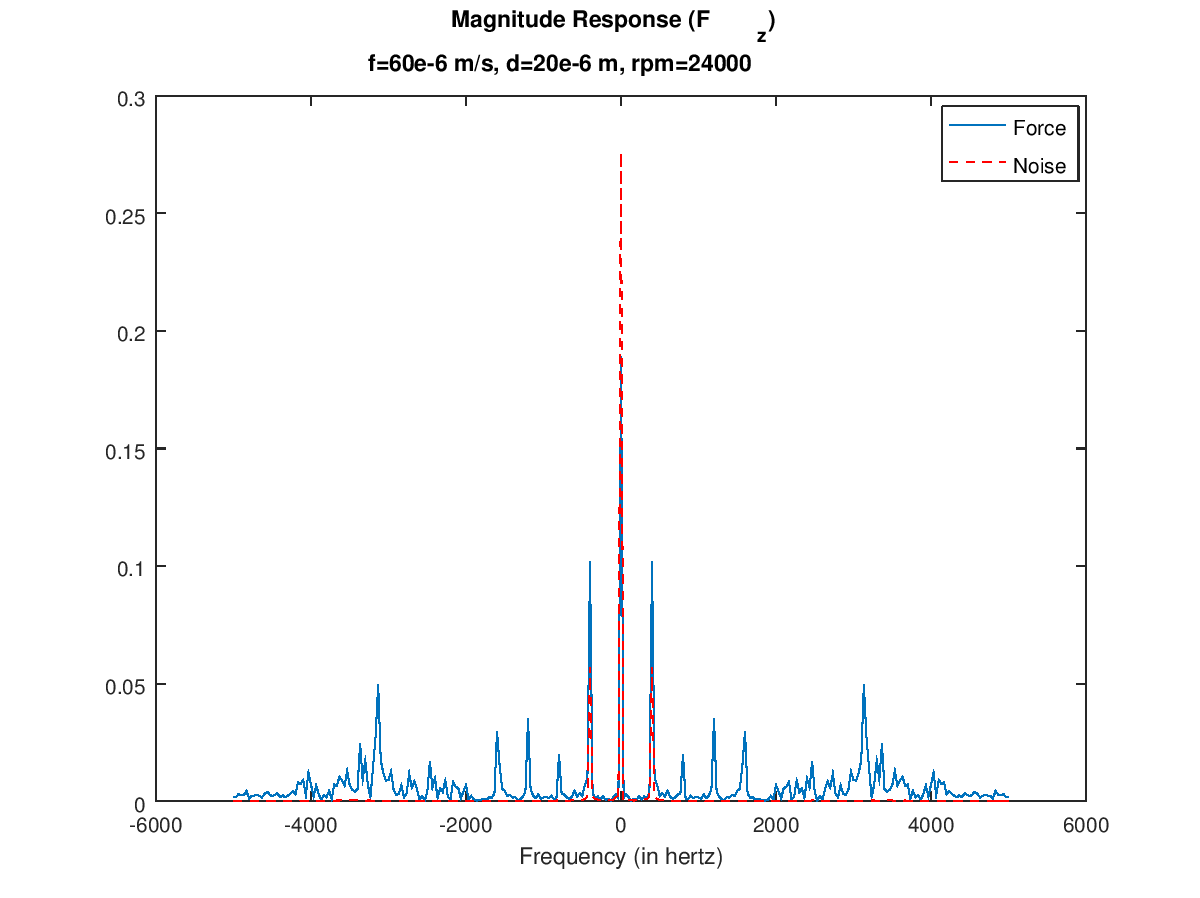 Magnitude Response (F z)
f=60e-6 m/s, d=20e-6 m, rpm=24000
0.3
Force
Noise
0.25
0.2
0.15
0.1
0.05
0
-6000 -4000 -2000 0 2000 4000 6000
Frequency (in hertz)